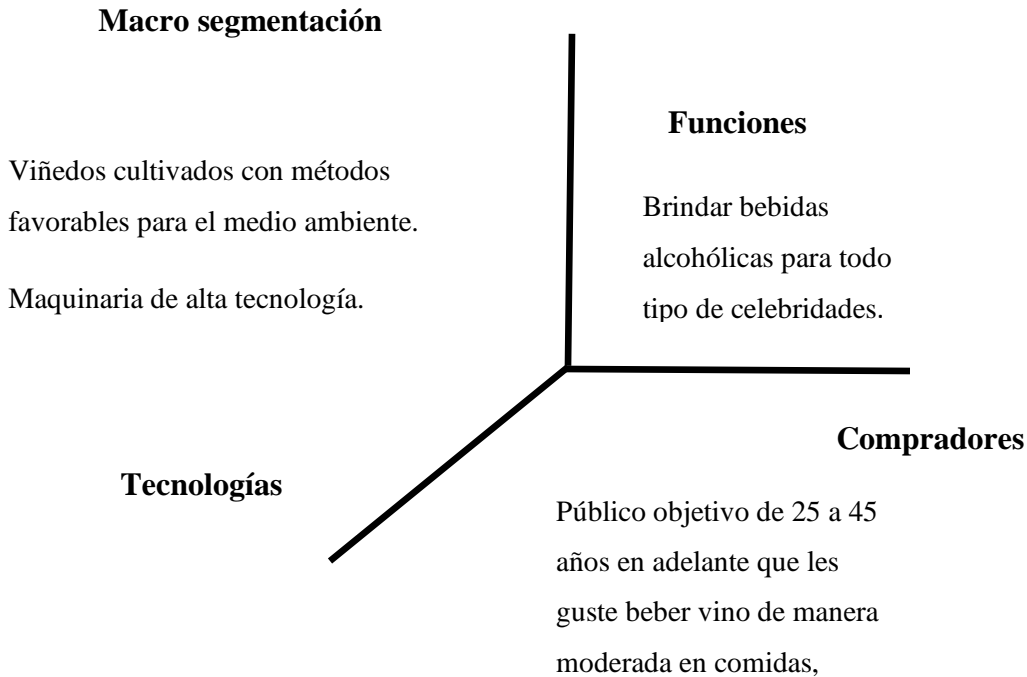 Macro segmentación
Viñedos cultivados con métodos
favorables para el medio ambiente.
Maquinaria de alta tecnología.
Funciones
Brindar bebidas
alcohólicas para todo
tipo de celebridades.
Tecnologías
Compradores
Público objetivo de 25 a 45
años en adelante que les
guste beber vino de manera
moderada en comidas,